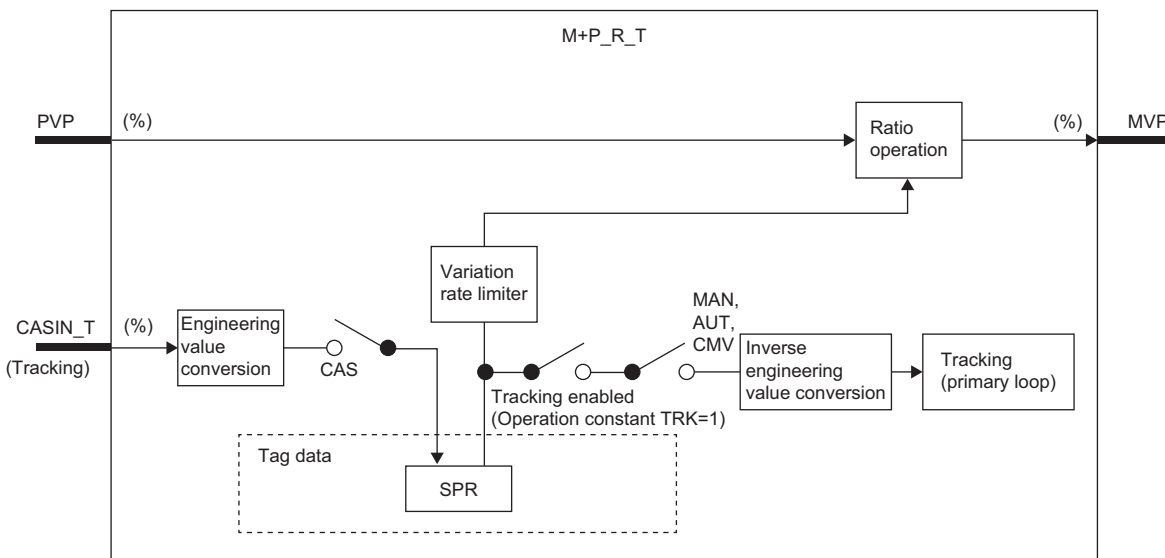 M+P_R_T
PVP
(%)
Ratio
operation
(%)
MVP
Variation
rate limiter
CASIN_T
(Tracking)
(%)
Engineering
value
conversion
CAS
MAN,
AUT,
CMV
Tracking enabled
(Operation constant TRK=1)
Inverse
engineering
value conversion
Tracking
(primary loop)
Tag data
SPR